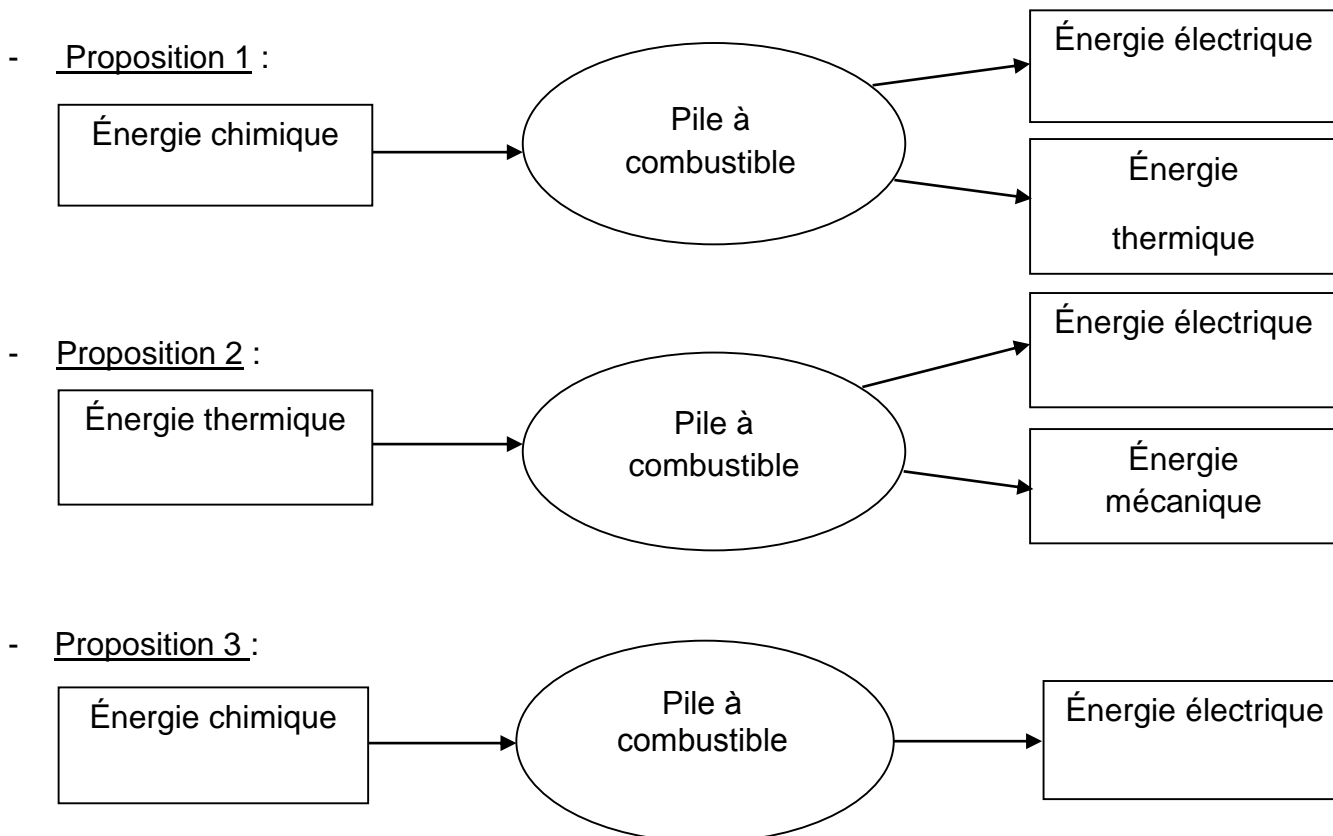 - Proposition 1 :
Énergie chimique
Pile à
combustible
Énergie électrique
Énergie
thermique
- Proposition 2 :
Énergie thermique
Pile à
combustible
Énergie électrique
Énergie
mécanique
- Proposition 3 :
Énergie chimique
Pile à
combustible
Énergie électrique